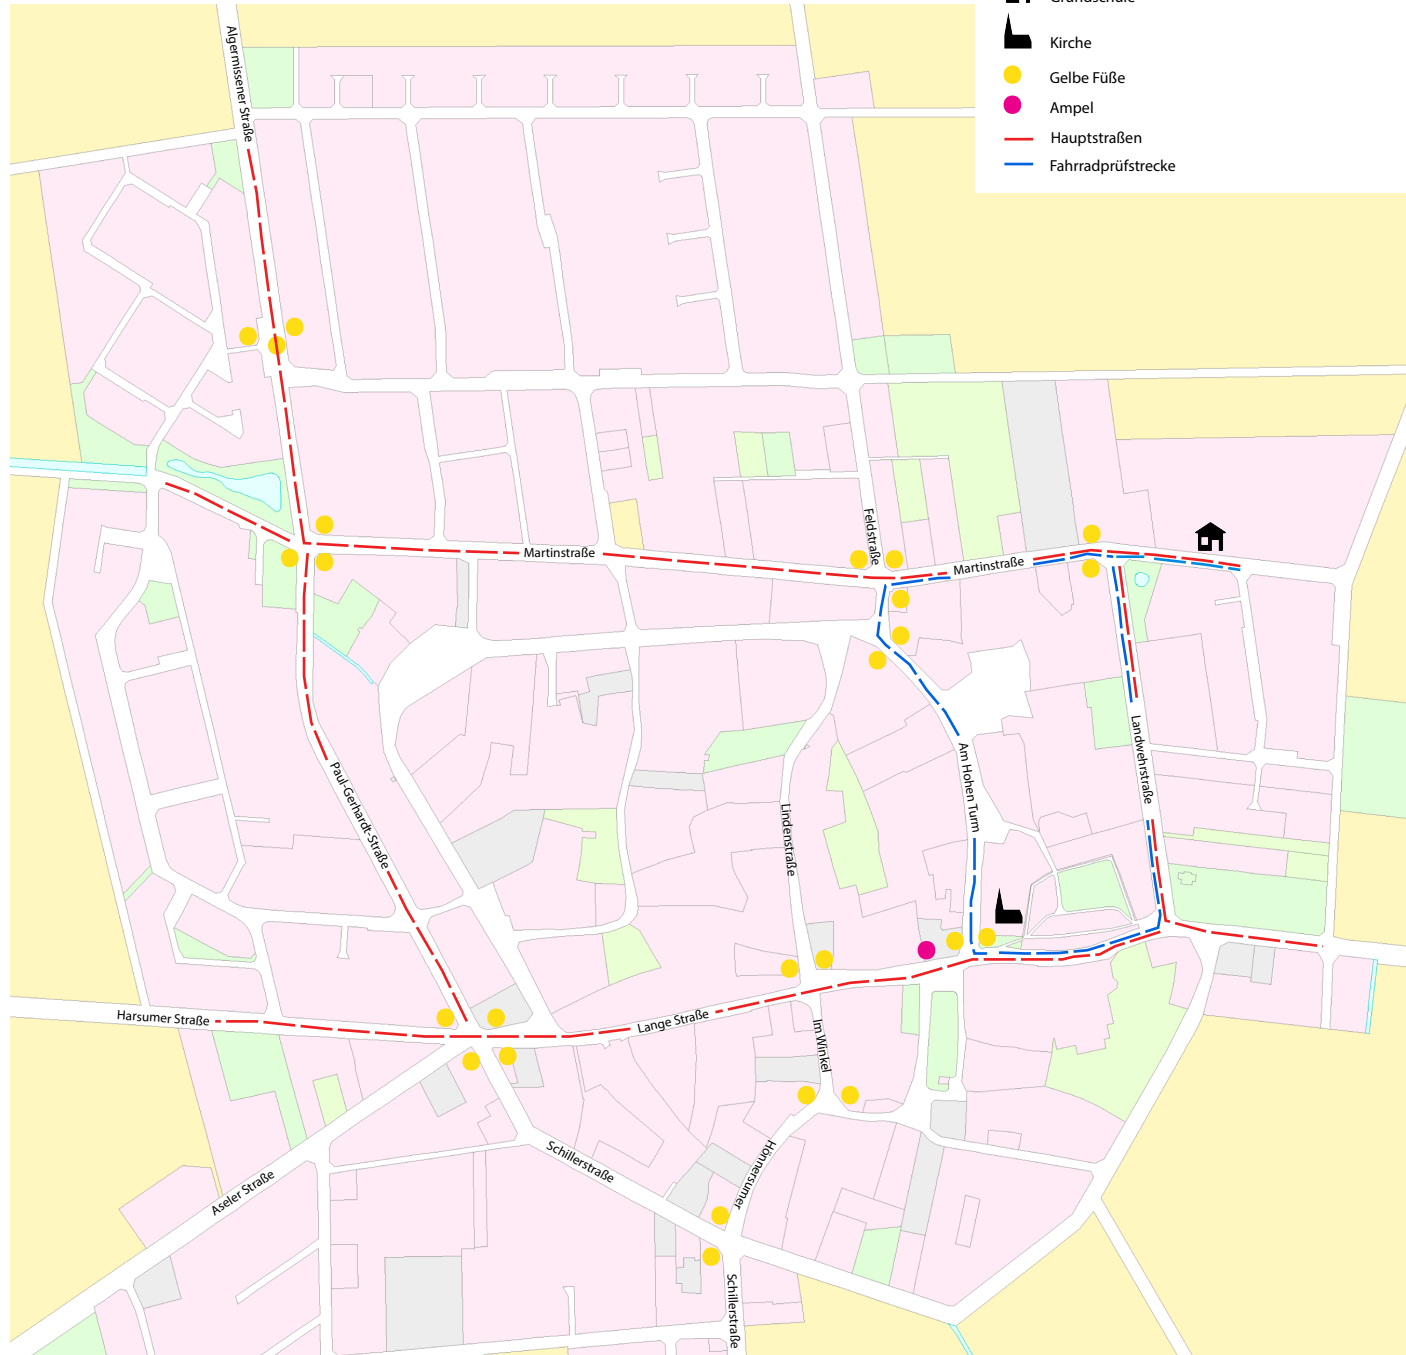 Grundschule
Kirche
Gelbe Füße
Ampel
Hauptstraßen
Fahrradprüfstrecke
Algermissener Straße
Martinstraße
Feldstraße
Martinstraße
Landwehrstraße
Am Hohen Turm
Lindenstraße
Paul-Gerhardt-Straße
Harsumer Straße
Lange Straße
Im Winkel
Hönnersumer
Schillerstraße
Aseler Straße
Schillerstraße